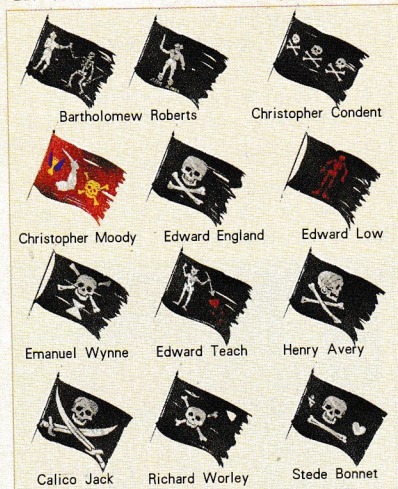 Bartholomew Roberts Christopher Condent
Christopher Moody Edward England Edward Low
Emanuel Wynne Edward Teach Henry Avery
Calico Jack Richard Worley Stede Bonnet